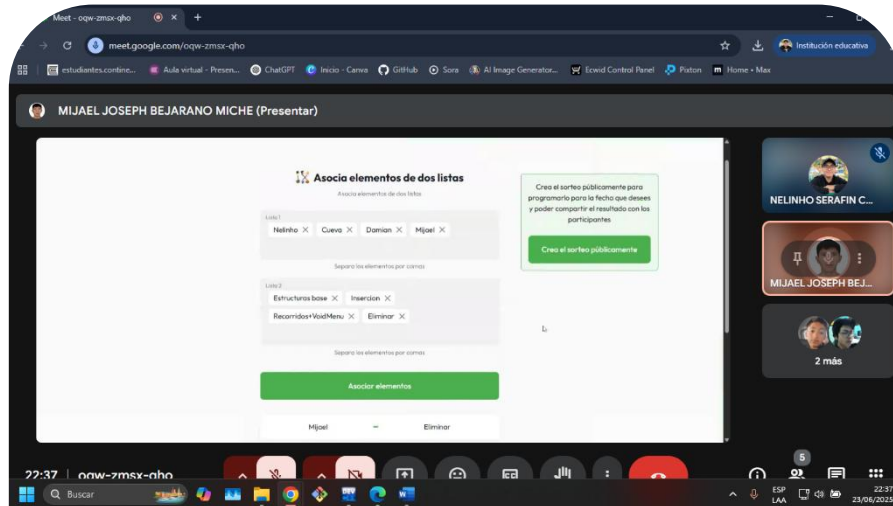 Meet - oqw-zmsx-qho
meet.google.com/oqw-zmsx-qho
Institución educativa
estudiantes.contine...
Aula virtual - Presen...
ChatGPT
Inicio - Canva
GitHub
Sora
AI Image Generator...
Ecwid Control Panel
Pixton
Home • Max
MIJAEL JOSEPH BEJARANO MICHE (Presentar)
Asocia elementos de dos listas
Asocia elementos de dos listas
Lista 1
Nelinho
Cueva
Damian
Mijael
Separa los elementos por comas
Lista 2
Estructuras base
Insercion
Recorridos+VoidMenu
Eliminar
Separa los elementos por comas
Asociar elementos
Mijael – Eliminar
Crea el sorteo públicamente para
programarlo para la fecha que desees
y poder compartir el resultado con los
participantes
Crea el sorteo públicamente
NELINHO SERAFIN C...
MIJAEL JOSEPH BEJ...
2 más
22:37 | oqw-zmsx-qho
5
Buscar
ESP
LAA
22:37
23/06/2025